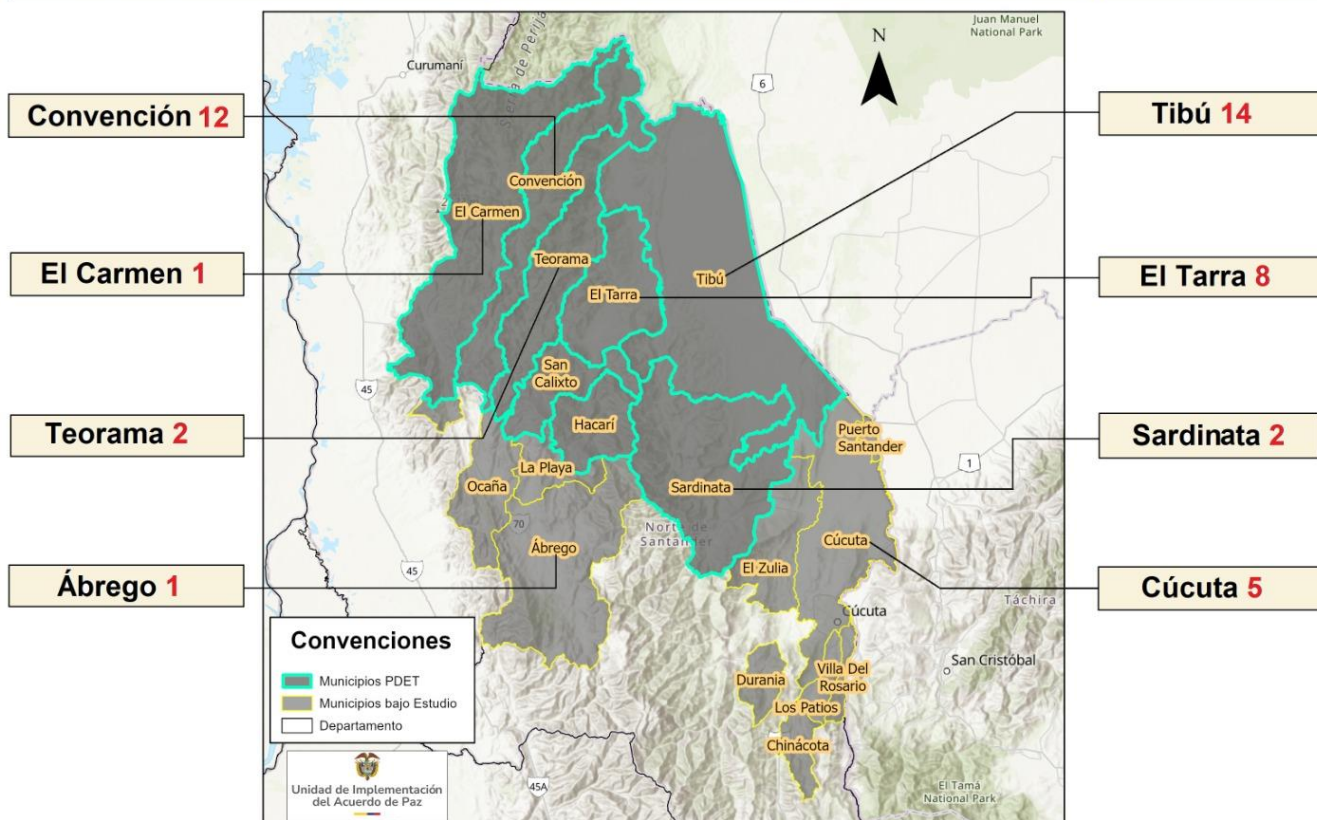 Juan Manuel
National Park
Curumaní
Serra de Perijá
N
6
Convención 12
Tibú 14
Convención
El Carmen
El Carmen 1
Teorama
Tibú
El Tarra
El Tarra 8
San
Calixto
45
Hacarí
Puerto
Santander
Teorama 2
Sardinata 2
1
La Playa
Ocaña
Sardinata
70
Norte de
Santander
Ábrego
Cúcuta
El Zulia
45
Ábrego 1
Cúcuta 5
Cúcuta
Táchira
San Cristóbal
Convenciones
Municipios PDET
Municipios bajo Estudio
Departamento
Durania
Villa Del
Rosario
Los Patios
Chinácota
Unidad de Implementación
del Acuerdo de Paz
45A
El Tamá
National Park